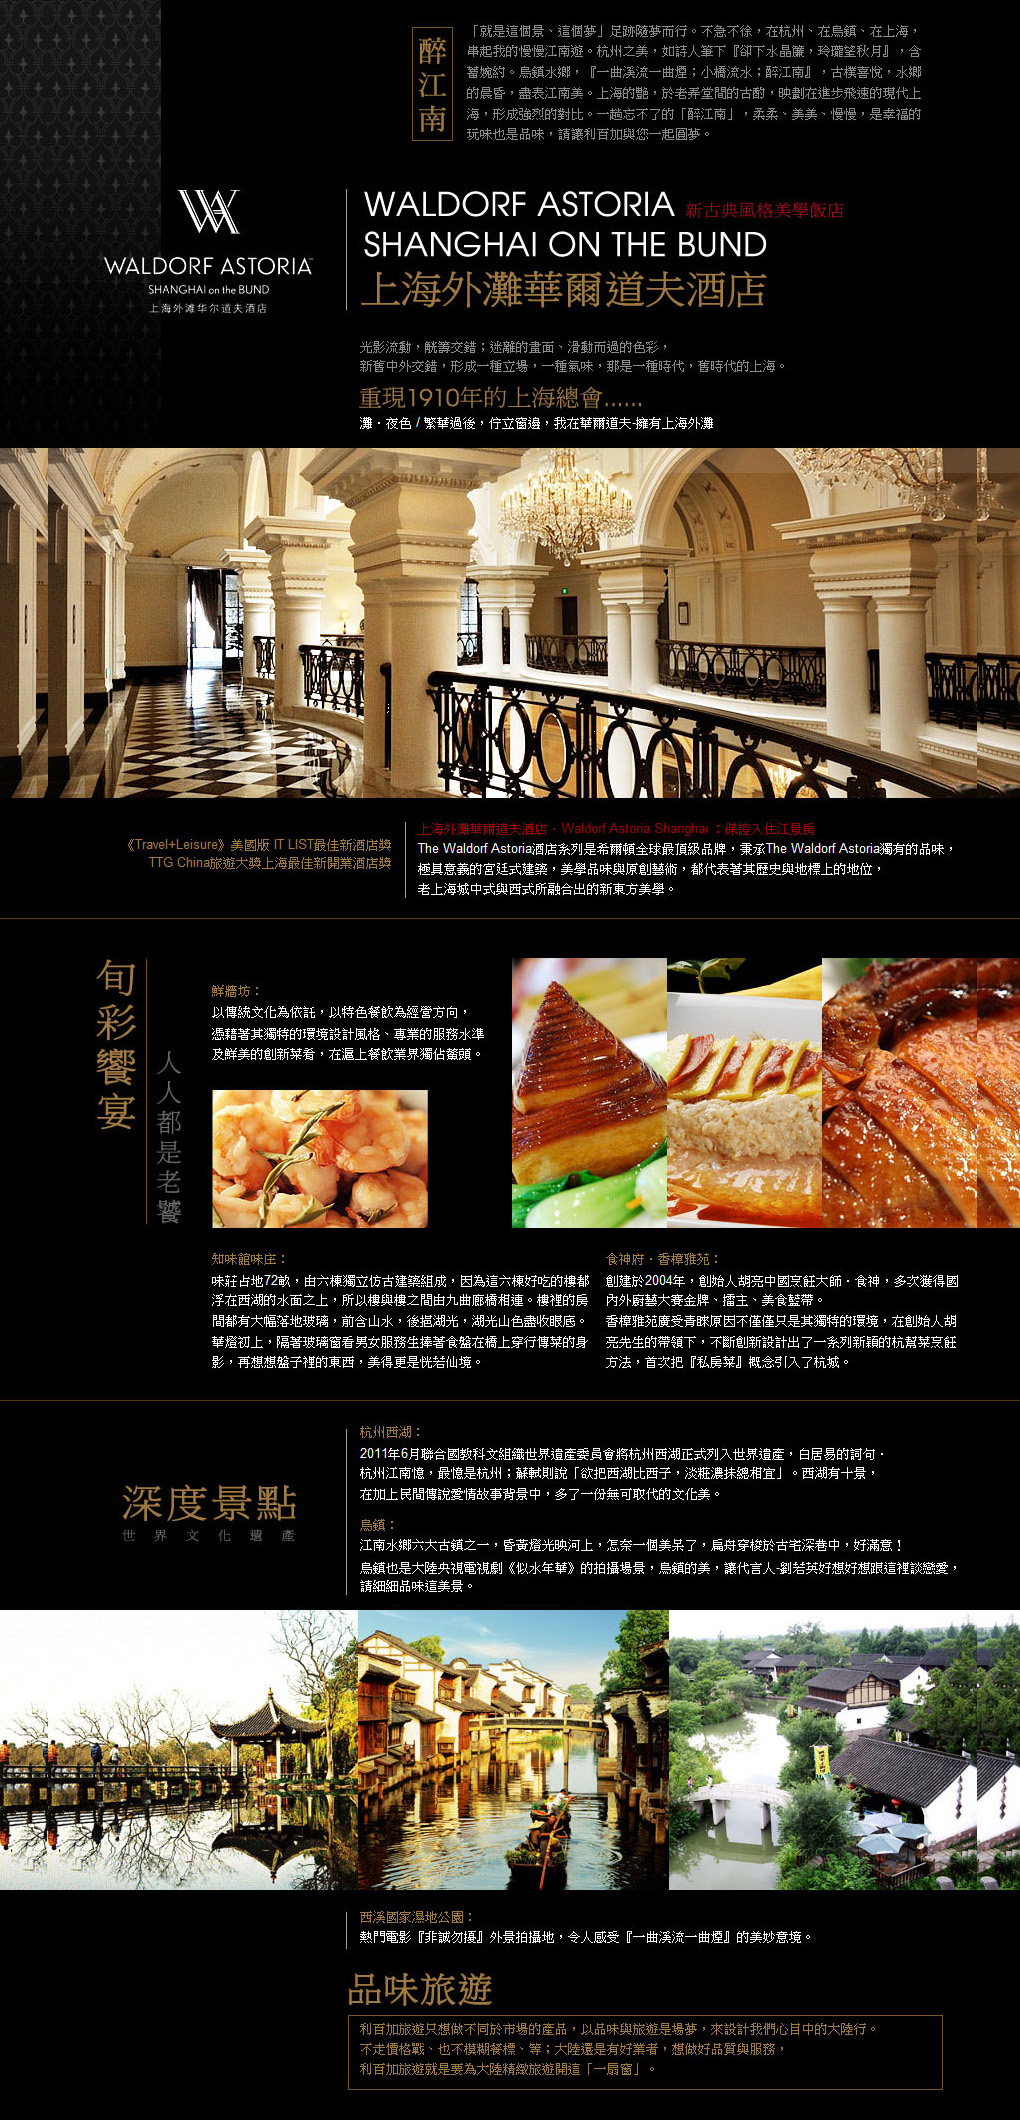 醉江南
「就是這個景、這個夢」足跡隨夢而行。不急不徐，在杭州、在烏鎮、在上海，
串起我的慢慢江南遊。杭州之美，如詩人筆下『卻下水晶簾，玲瓏望秋月』，含
蓄婉約。烏鎮水鄉，『一曲溪流一曲煙；小橋流水；醉江南』，古樸喜悅，水鄉
的晨昏，盡表江南美。上海的艷，於老弄堂間的古韵，映劃在進步飛速的現代上
海，形成強烈的對比。一趟忘不了的「醉江南」，柔柔、美美、慢慢，是幸福的
玩味也是品味，請讓利百加與您一起圓夢。
WALDORF ASTORIA
SHANGHAI on the BUND
上海外滩华尔道夫酒店
WALDORF ASTORIA 新古典風格美學飯店
SHANGHAI ON THE BUND
上海外灘華爾道夫酒店
光影流動，觥籌交錯；迷離的畫面、滑動而過的色彩，
新舊中外交錯，形成一種立場，一種氣味，那是一種時代，舊時代的上海。
重現1910年的上海總會......
灘．夜色 / 繁華過後，佇立窗邊，我在華爾道夫-擁有上海外灘
《Travel+Leisure》美國版 IT LIST最佳新酒店獎
TTG China旅遊大獎上海最佳新開業酒店獎
上海外灘華爾道夫酒店．Waldorf Astoria Shanghai ：保證入住江景房
The Waldorf Astoria酒店系列是希爾頓全球最頂級品牌，秉承The Waldorf Astoria獨有的品味，
極具意義的宮廷式建築，美學品味與原創藝術，都代表著其歷史與地標上的地位，
老上海城中式與西式所融合出的新東方美學。
旬彩饗宴
人人都是老饕
鮮牆坊：
以傳統文化為依託，以特色餐飲為經營方向，
憑藉著其獨特的環境設計風格、專業的服務水準
及鮮美的創新菜肴，在滬上餐飲業界獨佔鰲頭。
知味館味庄：
味莊占地72畝，由六棟獨立仿古建築組成，因為這六棟好吃的樓都
浮在西湖的水面之上，所以樓與樓之間由九曲廊橋相連。樓裡的房
間都有大幅落地玻璃，前含山水，後挹湖光，湖光山色盡收眼底。
華燈初上，隔著玻璃窗看男女服務生捧著食盤在橋上穿行傳菜的身
影，再想想盤子裡的東西，美得更是恍若仙境。
食神府．香樟雅苑：
創建於2004年，創始人胡亮中國烹飪大師．食神，多次獲得國
內外廚藝大賽金牌、擂主、美食藍帶。
香樟雅苑廣受青睞原因不僅僅只是其獨特的環境，在創始人胡
亮先生的帶領下，不斷創新設計出了一系列新穎的杭幫菜烹飪
方法，首次把『私房菜』概念引入了杭城。
深度景點
世界文化遺產
杭州西湖：
2011年6月聯合國教科文組織世界遺產委員會將杭州西湖正式列入世界遺產，白居易的詞句．
杭州江南憶，最憶是杭州；蘇軾則說「欲把西湖比西子，淡粧濃抹總相宜」。西湖有十景，
在加上民間傳說愛情故事背景中，多了一份無可取代的文化美。
烏鎮：
江南水鄉六大古鎮之一，昏黃燈光映河上，怎奈一個美呆了，扁舟穿梭於古宅深巷中，好滿意！
烏鎮也是大陸央視電視劇《似水年華》的拍攝場景，烏鎮的美，讓代言人-劉若英好想好想跟這裡談戀愛，
請細細品味這美景。
西溪國家濕地公園：
熱門電影『非誠勿擾』外景拍攝地，令人感受『一曲溪流一曲煙』的美妙意境。
品味旅遊
利百加旅遊只想做不同於市場的產品，以品味與旅遊是場夢，來設計我們心目中的大陸行。
不走價格戰、也不模糊餐標、等；大陸還是有好業者，想做好品質與服務，
利百加旅遊就是要為大陸精緻旅遊開這「一扇窗」。